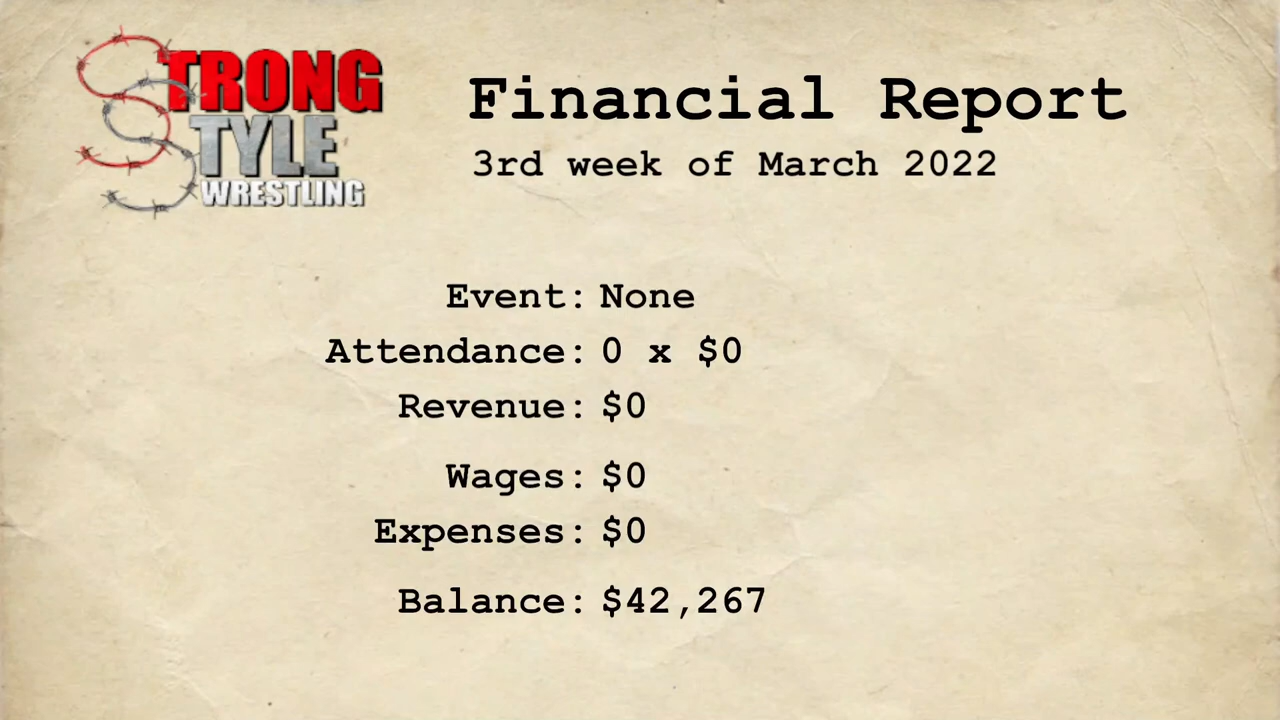 STRONG
STYLE
WRESTLING
Financial Report
3rd week of March 2022
Event: None
Attendance: 0 x $0
Revenue: $0
Wages: $0
Expenses: $0
Balance: $42,267